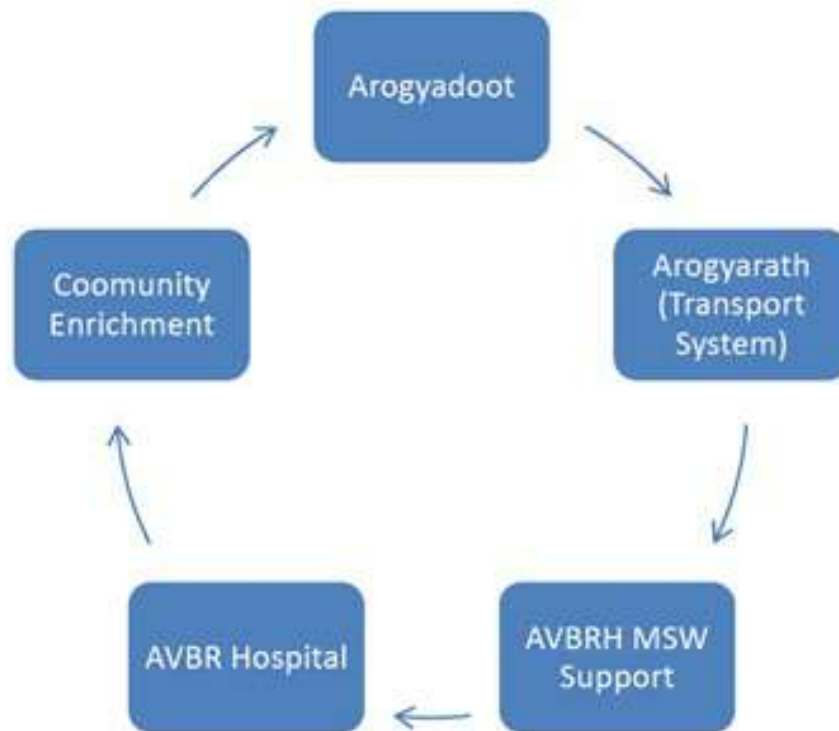 Arogyadoot
Arogyarath
(Transport
System)
AVBRH MSW
Support
AVBR Hospital
Coomunity
Enrichment